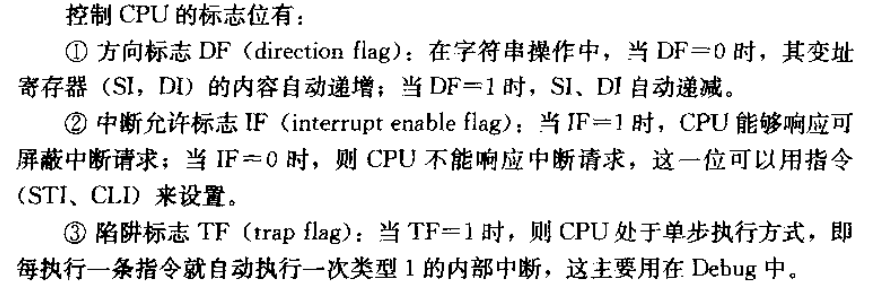 控制 CPU 的标志位有：
① 方向标志 DF（direction flag）：在字符串操作中，当 DF＝0 时，其变址
寄存器（SI，DI）的内容自动递增；当 DF＝1 时，SI、DI 自动递减。
② 中断允许标志 IF（interrupt enable flag）：当 IF＝1 时，CPU 能够响应可
屏蔽中断请求；当 IF＝0 时，则 CPU 不能响应中断请求，这一位可以用指令
（STI、CLI）来设置。
③ 陷阱标志 TF（trap flag）：当 TF＝1 时，则 CPU 处于单步执行方式，即
每执行一条指令就自动执行一次类型 1 的内部中断，这主要用在 Debug 中。